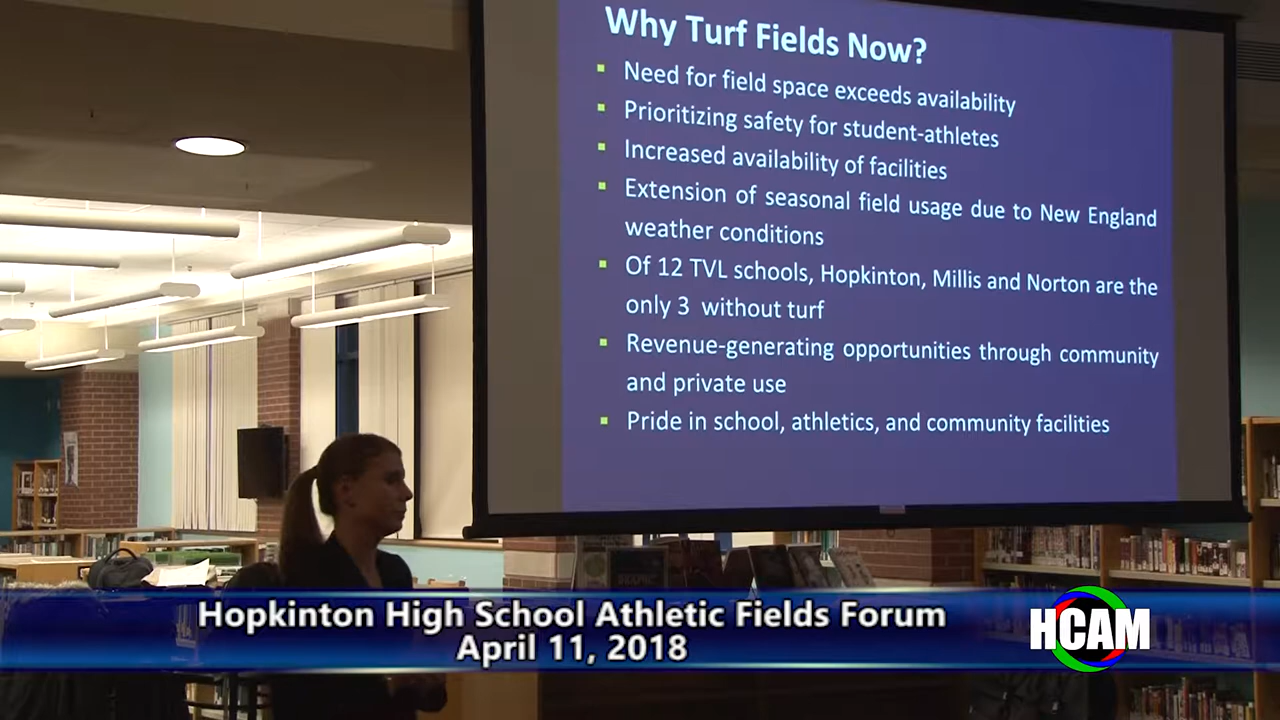 Why Turf Fields Now?
Need for field space exceeds availability
Prioritizing safety for student-athletes
Increased availability of facilities
Extension of seasonal field usage due to New England
weather conditions
Of 12 TVL schools, Hopkinton, Millis and Norton are the
only 3 without turf
Revenue-generating opportunities through community
and private use
Pride in school, athletics, and community facilities
Hopkinton High School Athletic Fields Forum
April 11, 2018
HCAM